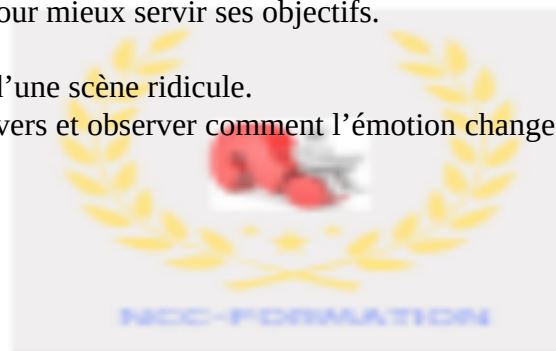 our mieux servir ses objectifs.
l’une scène ridicule.
vers et observer comment l’émotion change
NCC-FORMATION